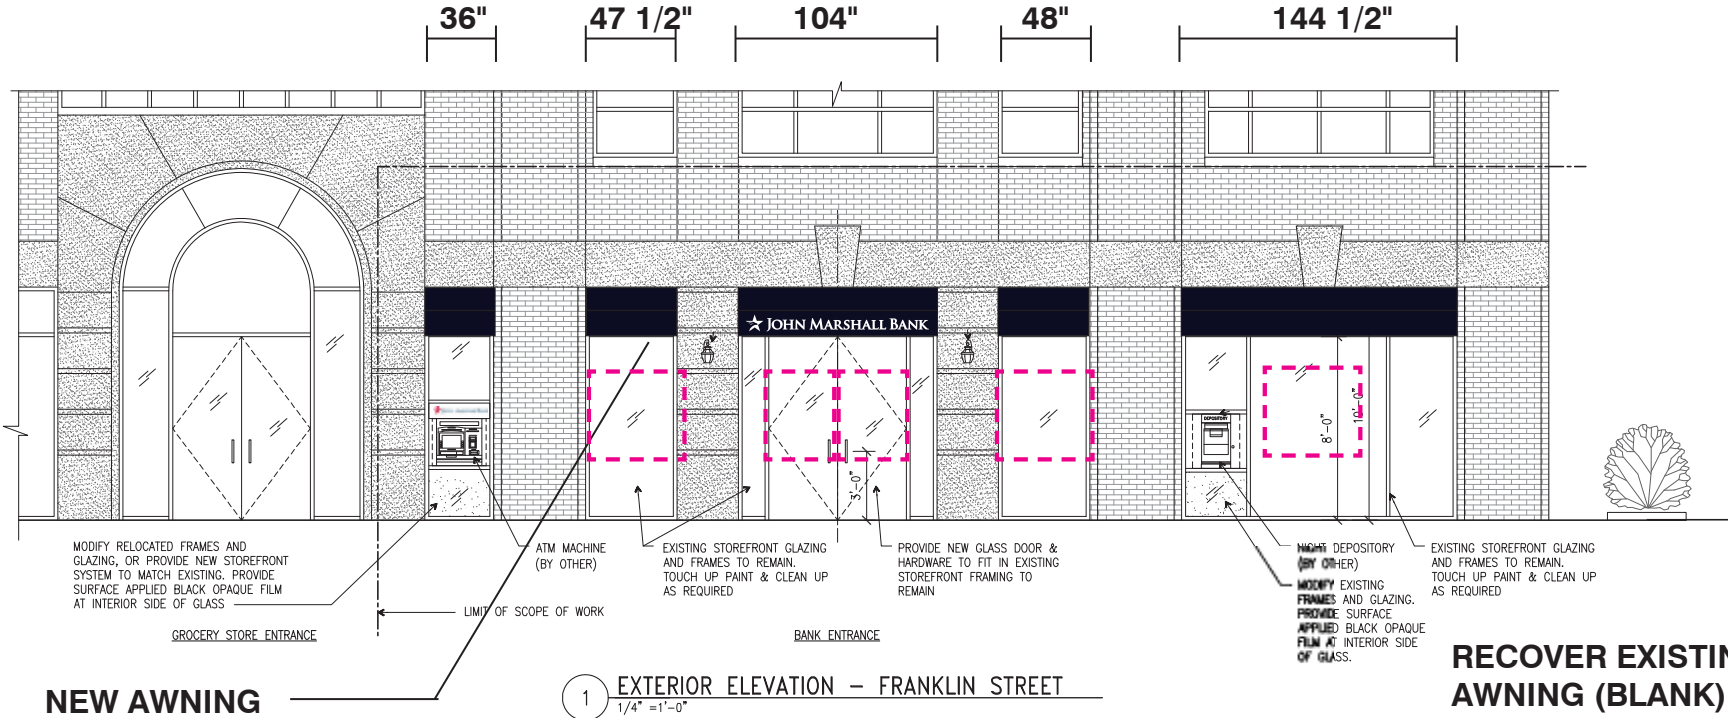 36"
47 1/2"
104"
48"
144 1/2"
JOHN MARSHALL BANK
DEPOSITORY
8'-0"
10'-0"
3'-0"
MODIFY RELOCATED FRAMES AND
GLAZING, OR PROVIDE NEW STOREFRONT
SYSTEM TO MATCH EXISTING. PROVIDE
SURFACE APPLIED BLACK OPAQUE FILM
AT INTERIOR SIDE OF GLASS
ATM MACHINE
(BY OTHER)
EXISTING STOREFRONT GLAZING
AND FRAMES TO REMAIN.
TOUCH UP PAINT & CLEAN UP
AS REQUIRED
PROVIDE NEW GLASS DOOR &
HARDWARE TO FIT IN EXISTING
STOREFRONT FRAMING TO
REMAIN
NIGHT DEPOSITORY
(BY OTHER)
MODIFY EXISTING
FRAMES AND GLAZING.
PROVIDE SURFACE
APPLIED BLACK OPAQUE
FILM AT INTERIOR SIDE
OF GLASS.
EXISTING STOREFRONT GLAZING
AND FRAMES TO REMAIN.
TOUCH UP PAINT & CLEAN UP
AS REQUIRED
LIMIT OF SCOPE OF WORK
GROCERY STORE ENTRANCE
BANK ENTRANCE
NEW AWNING
1
EXTERIOR ELEVATION – FRANKLIN STREET
1/4" =1'-0"
RECOVER EXISTIN
AWNING (BLANK)